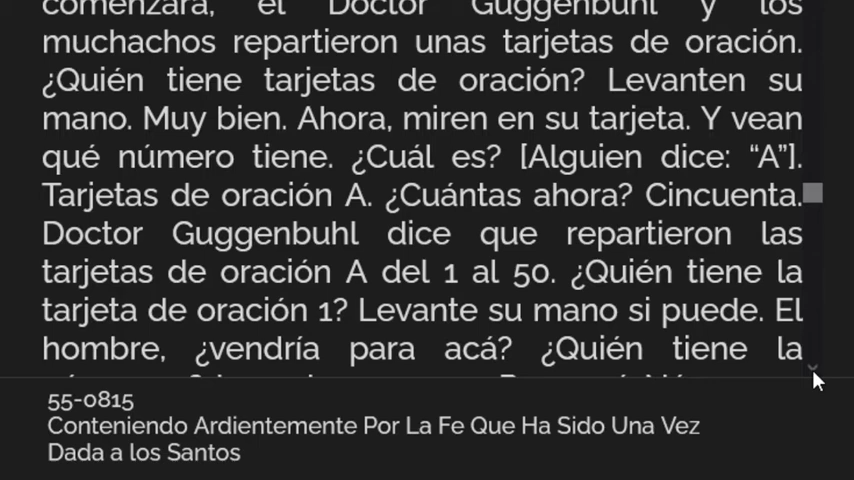 comenzara, el Doctor Guggenbuhl y los
muchachos repartieron unas tarjetas de oración.
¿Quién tiene tarjetas de oración? Levanten su
mano. Muy bien. Ahora, miren en su tarjeta. Y vean
qué número tiene. ¿Cuál es? [Alguien dice: “A”].
Tarjetas de oración A. ¿Cuántas ahora? Cincuenta.
Doctor Guggenbuhl dice que repartieron las
tarjetas de oración A del 1 al 50. ¿Quién tiene la
tarjeta de oración 1? Levante su mano si puede. El
hombre, ¿vendría para acá? ¿Quién tiene la
55-0815
Conteniendo Ardientemente Por La Fe Que Ha Sido Una Vez
Dada a los Santos